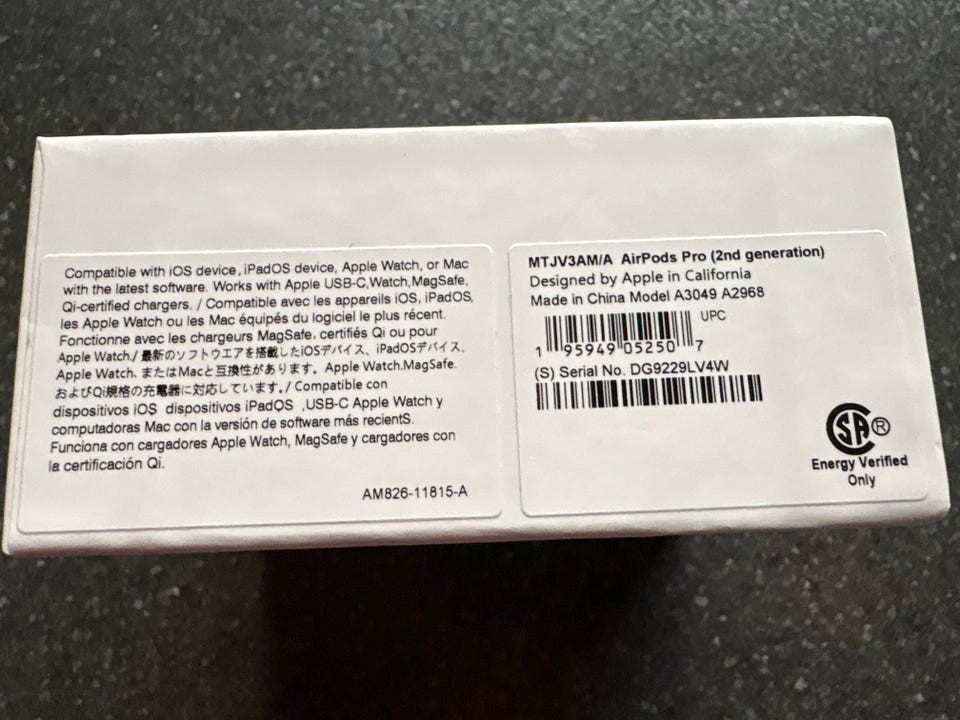 Compatible with iOS device, iPadOS device, Apple Watch, or Mac
with the latest software. Works with Apple USB-C,Watch,MagSafe,
Qi-certified chargers. / Compatible avec les appareils iOS, iPadOS,
les Apple Watch ou les Mac équipés du logiciel le plus récent.
Fonctionne avec les chargeurs MagSafe, certifiés Qi ou pour
Apple Watch./ 最新のソフトウエアを搭載したiOSデバイス、iPadOSデバイス、
Apple Watch、またはMacと互換性があります。Apple Watch.MagSafe.
およびQi規格の充電器に対応しています。/ Compatible con
dispositivos iOS dispositivos iPadOS ,USB-C Apple Watch y
computadoras Mac con la versión de software más recientS.
Funciona con cargadores Apple Watch, MagSafe y cargadores con
la certificación Qi.
AM826-11815-A
MTJV3AM/A AirPods Pro (2nd generation)
Designed by Apple in California
Made in China Model A3049 A2968
UPC
1 95949 05250 7
(S) Serial No. DG9229LV4W
SA ®
Energy Verified
Only